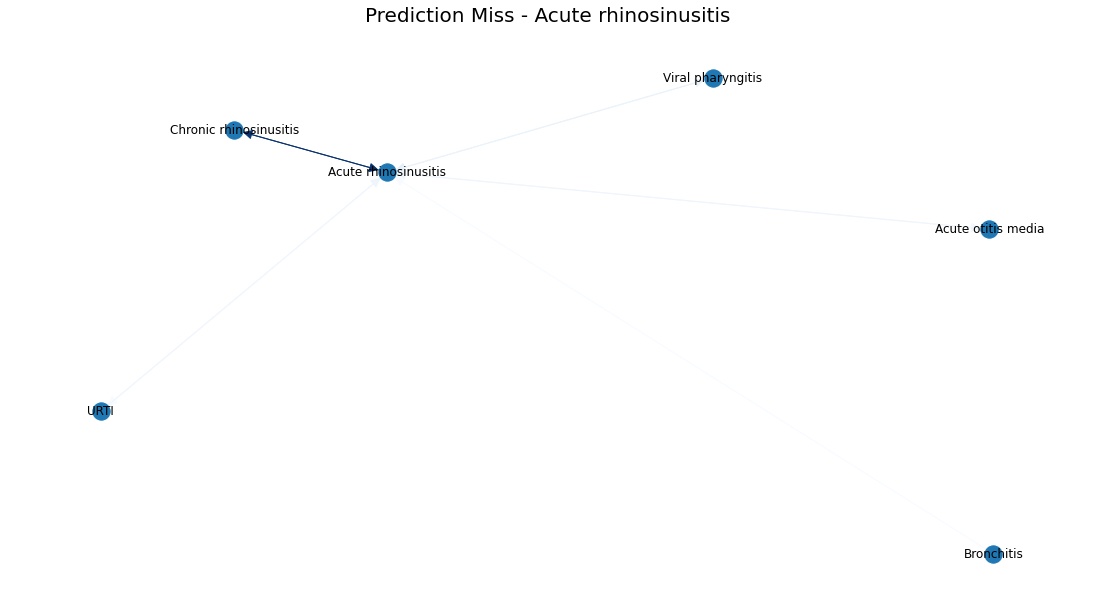 Prediction Miss - Acute rhinosinusitis
Viral pharyngitis
Chronic rhinosinusitis
Acute rhinosinusitis
Acute otitis media
URTI
Bronchitis